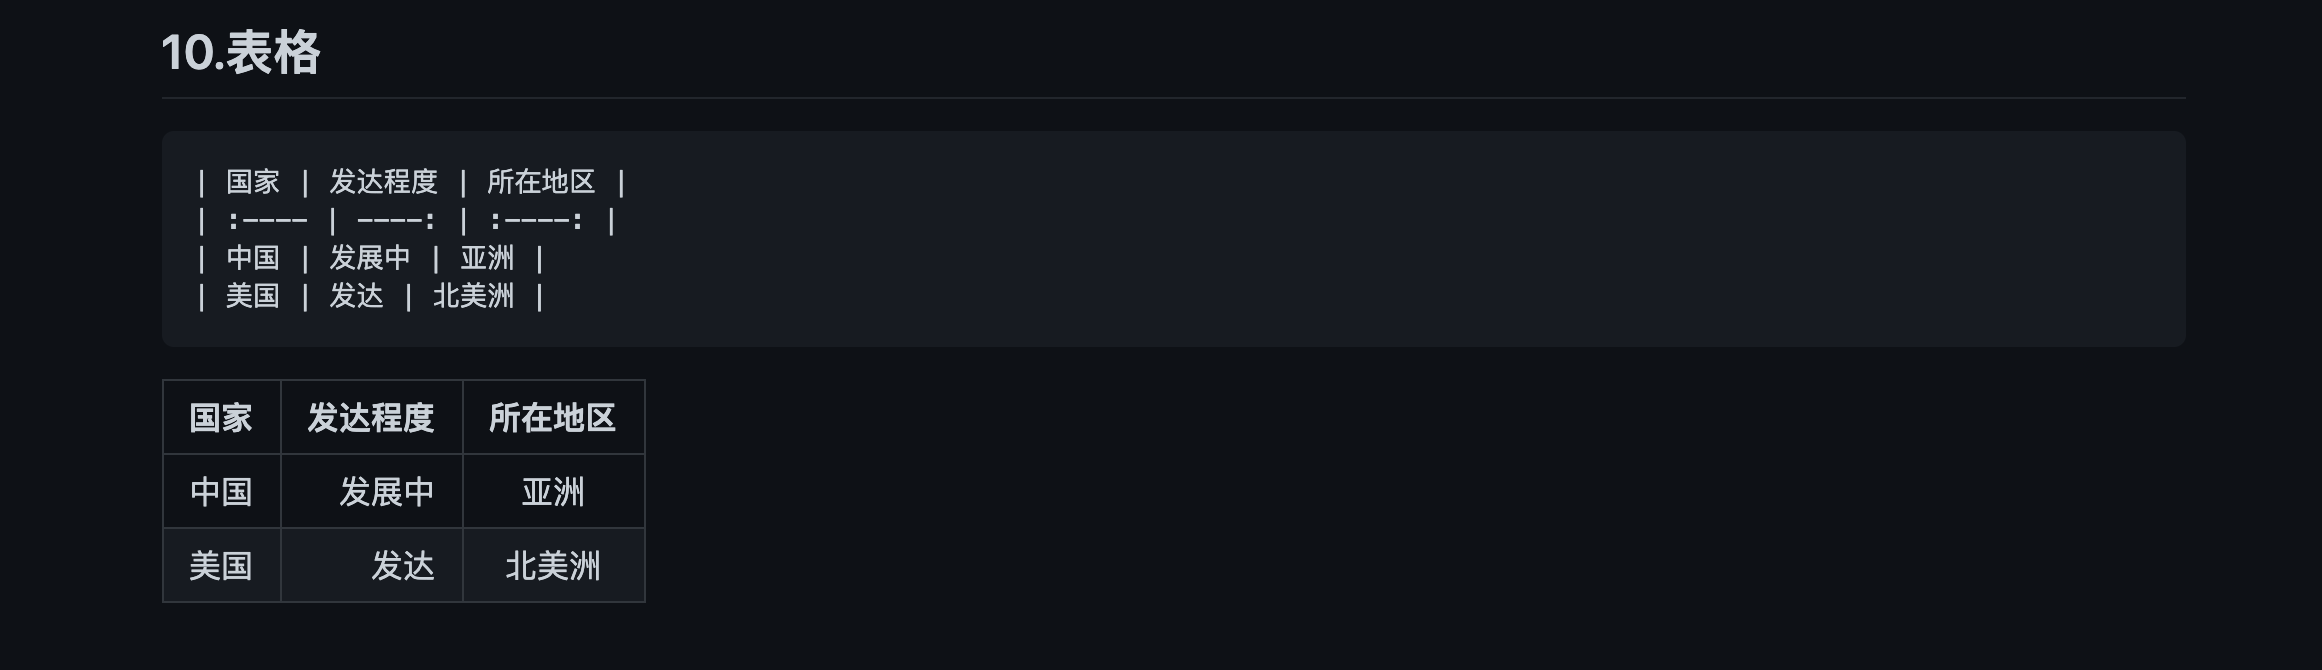 10.表格
| 国家 | 发达程度 | 所在地区 |
| :---- | ----: | :----: |
| 中国 | 发展中 | 亚洲 |
| 美国 | 发达 | 北美洲 |
国家 发达程度 所在地区
中国 发展中 亚洲
美国 发达 北美洲